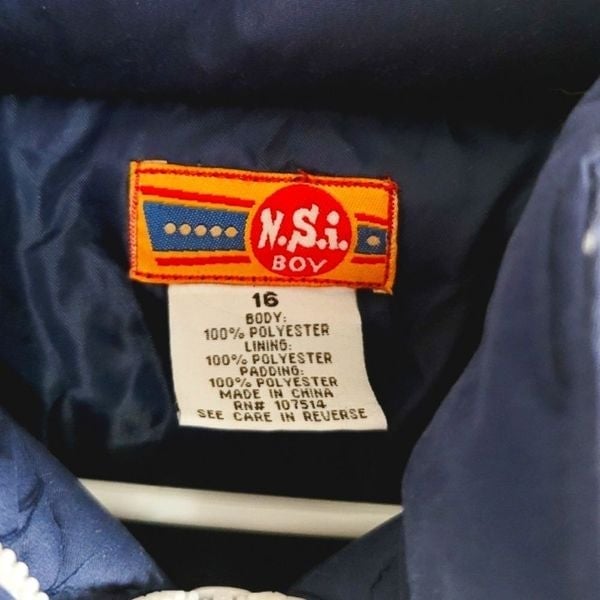 N.S.i.
BOY
16
BODY:
100% POLYESTER
LINING:
100% POLYESTER
PADDING:
100% POLYESTER
MADE IN CHINA
RN# 107514
SEE CARE IN REVERSE